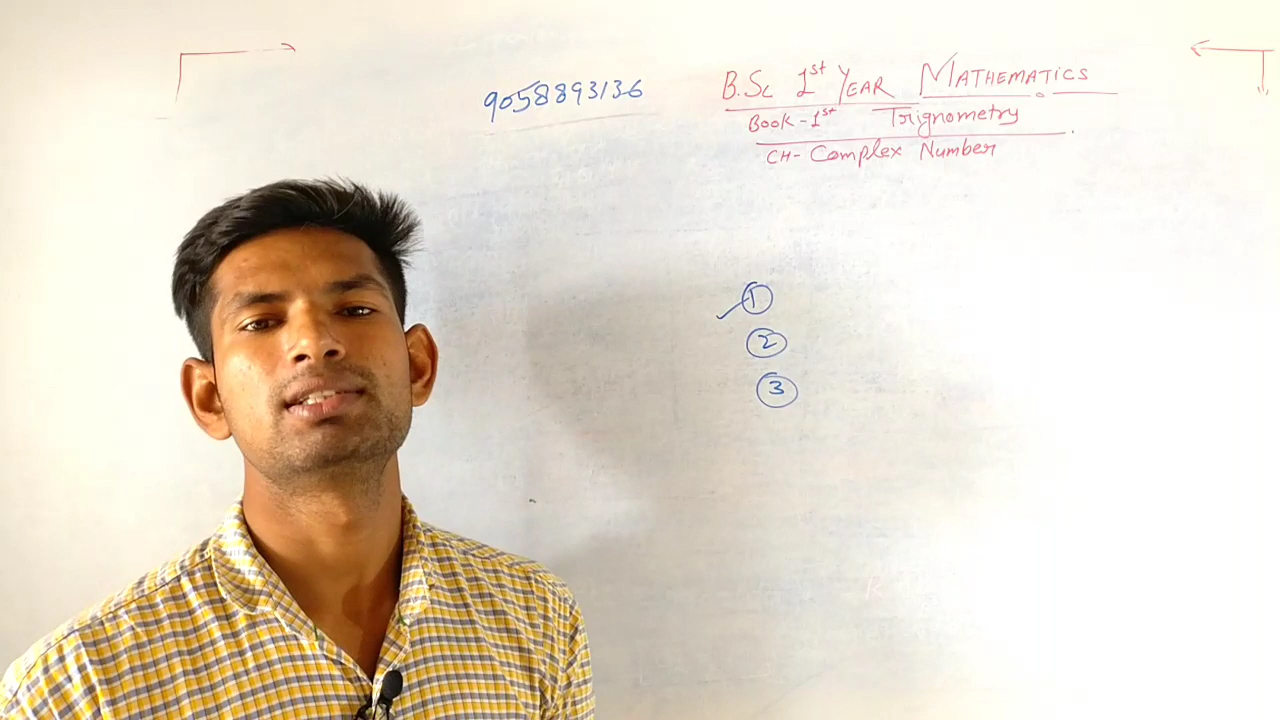 9058893136
B.Sc 1st YEAR MATHEMATICS
Book-1st Trignometry
CH- Complex Number
1
2
3
R